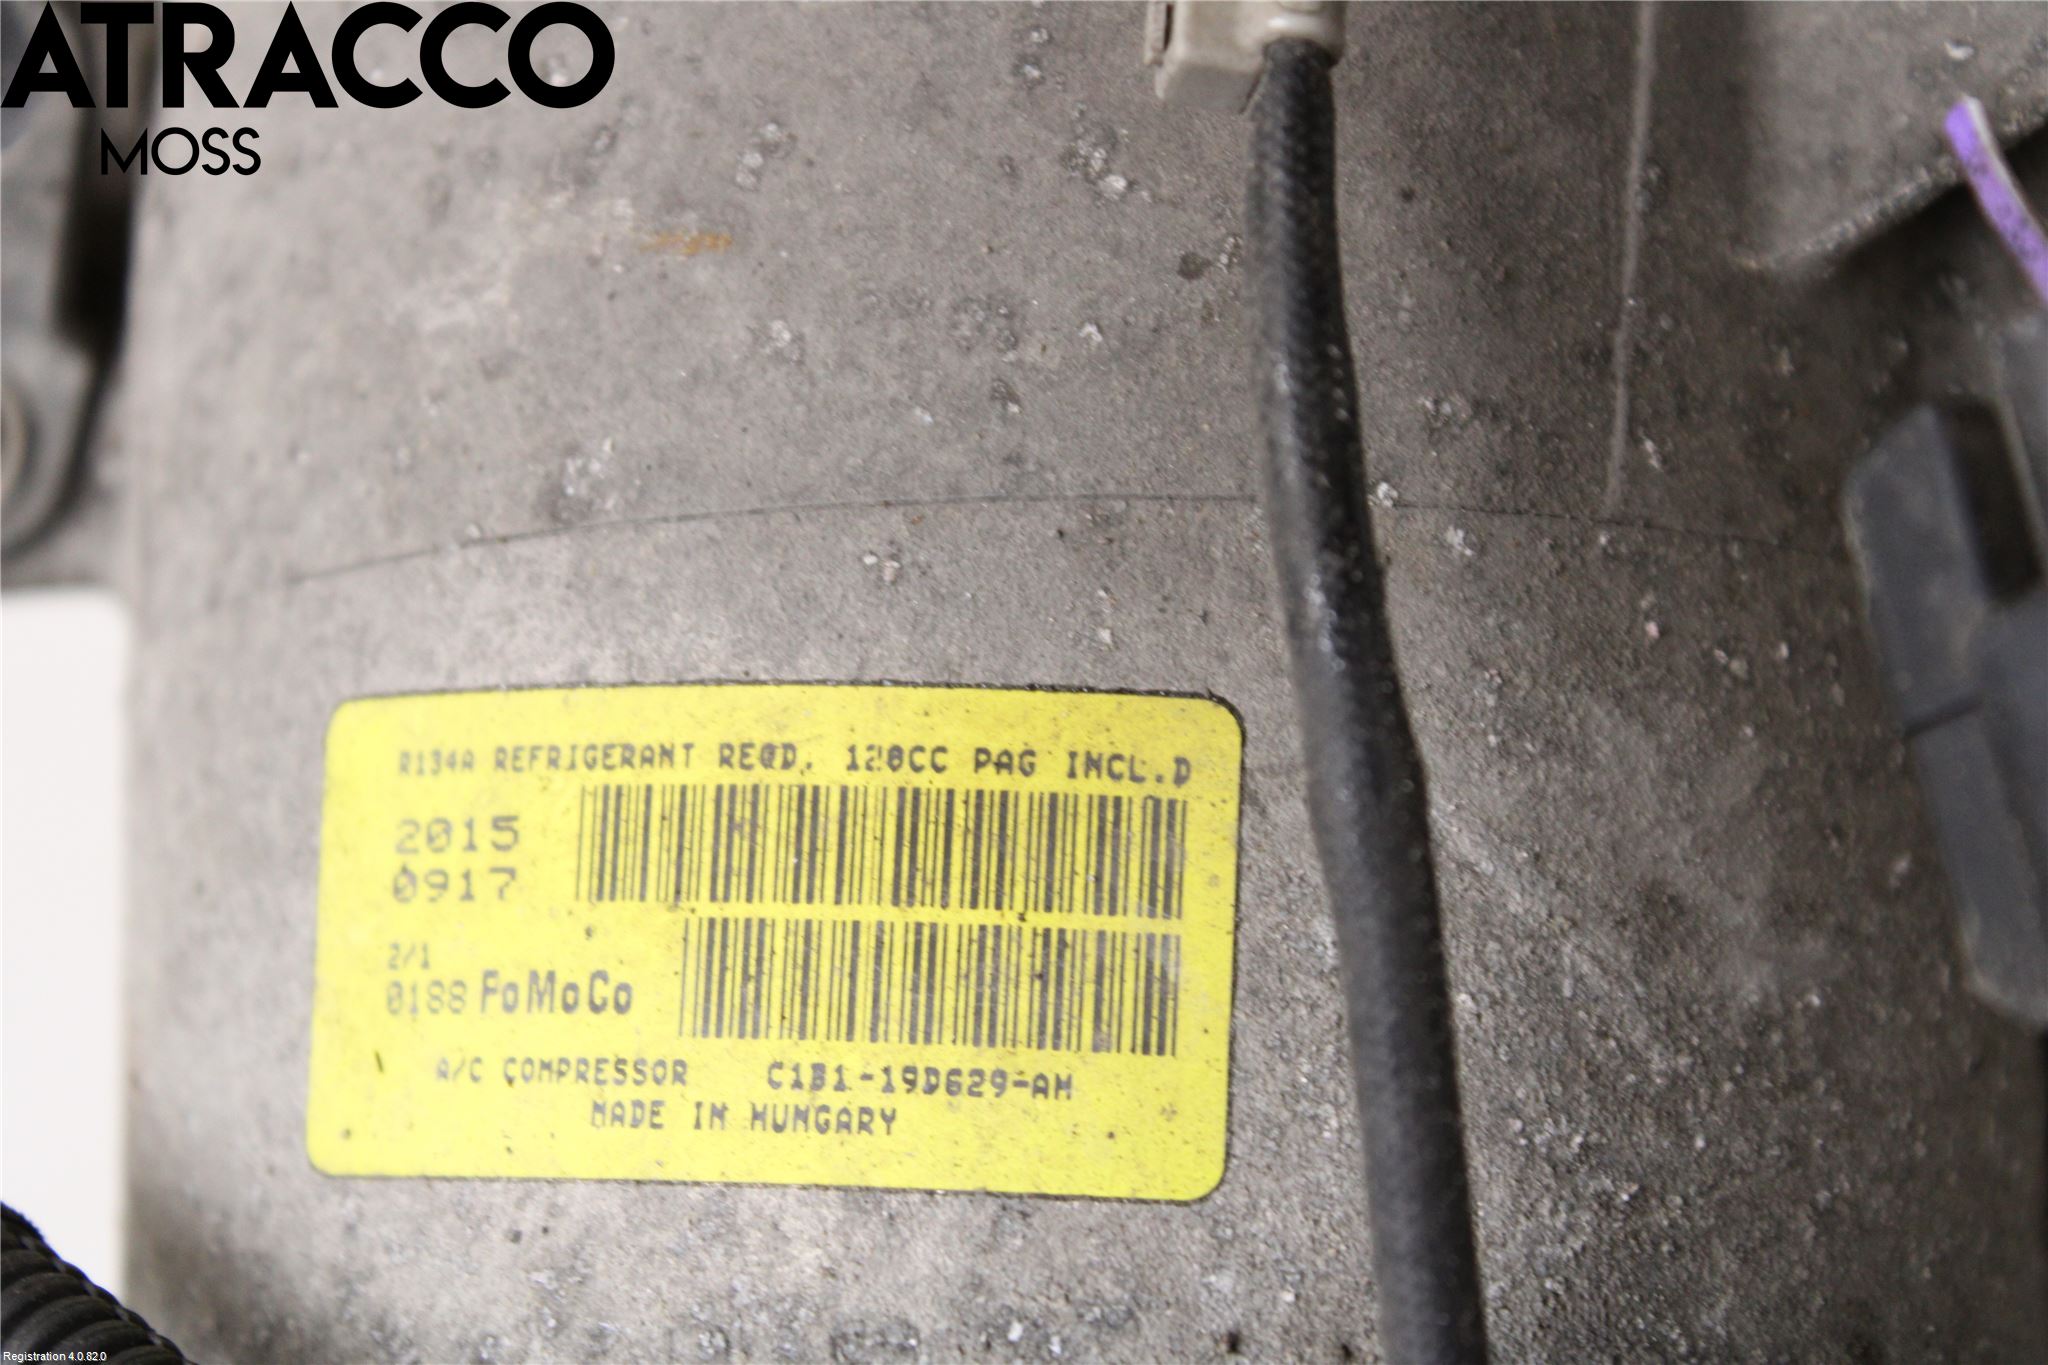 ATRACCO
MOSS
R134A REFRIGERANT REQD. 120CC PAG INCL.D
2015
0917
2/1
0188 FoMoCo
A/C COMPRESSOR C1B1-19D629-AM
MADE IN HUNGARY
Registration 4.0.82.0